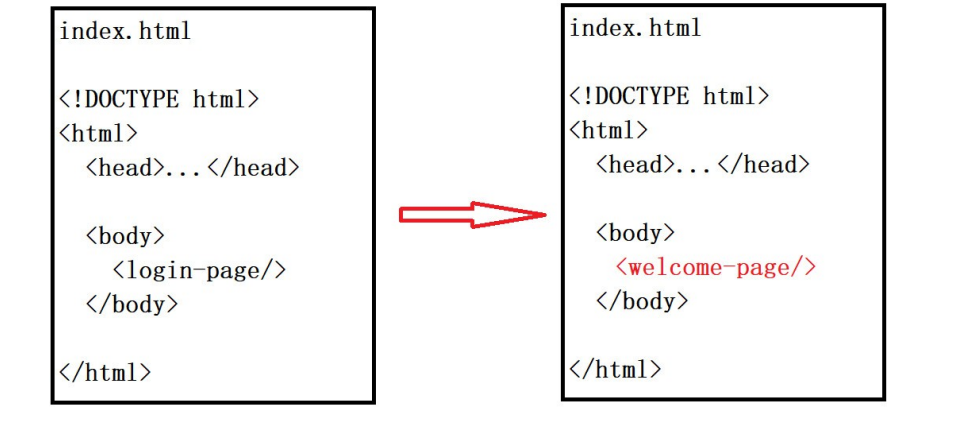 index.html
<!DOCTYPE html>
<html>
<head>...</head>
<body>
<login-page/>
</body>
</html>
index.html
<!DOCTYPE html>
<html>
<head>...</head>
<body>
<welcome-page/>
</body>
</html>